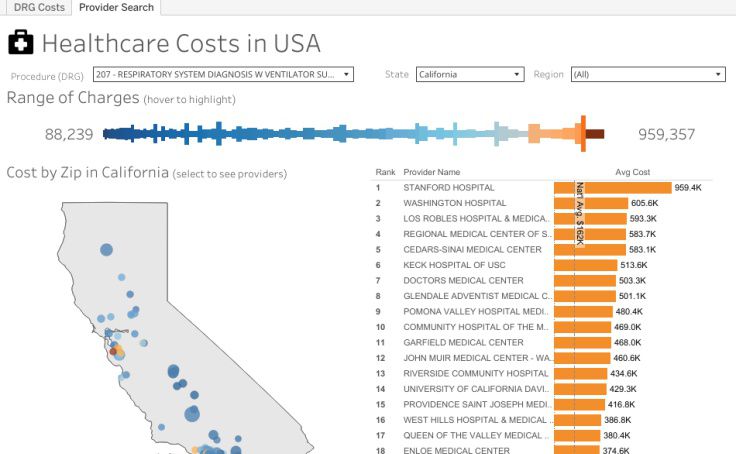 DRG Costs Provider Search
Healthcare Costs in USA
Procedure (DRG) 207 - RESPIRATORY SYSTEM DIAGNOSIS W VENTILATOR SU... State California Region (All)
Range of Charges (hover to highlight)
88,239 959,357
Cost by Zip in California (select to see providers)
Rank Provider Name Avg Cost
Nat'l Avg. $162K
1 STANFORD HOSPITAL 959.4K
2 WASHINGTON HOSPITAL 605.6K
3 LOS ROBLES HOSPITAL & MEDICA.. 593.3K
4 REGIONAL MEDICAL CENTER OF S.. 583.7K
5 CEDARS-SINAI MEDICAL CENTER 583.1K
6 KECK HOSPITAL OF USC 513.6K
7 DOCTORS MEDICAL CENTER 503.3K
8 GLENDALE ADVENTIST MEDICAL C.. 501.1K
9 POMONA VALLEY HOSPITAL MEDI.. 480.4K
10 COMMUNITY HOSPITAL OF THE M.. 469.0K
11 GARFIELD MEDICAL CENTER 468.0K
12 JOHN MUIR MEDICAL CENTER - WA.. 460.6K
13 RIVERSIDE COMMUNITY HOSPITAL 434.6K
14 UNIVERSITY OF CALIFORNIA DAVI.. 429.3K
15 PROVIDENCE SAINT JOSEPH MEDI.. 416.8K
16 WEST HILLS HOSPITAL & MEDICAL .. 386.8K
17 QUEEN OF THE VALLEY MEDICAL .. 380.4K
18 ENLOE MEDICAL CENTER 374.6K